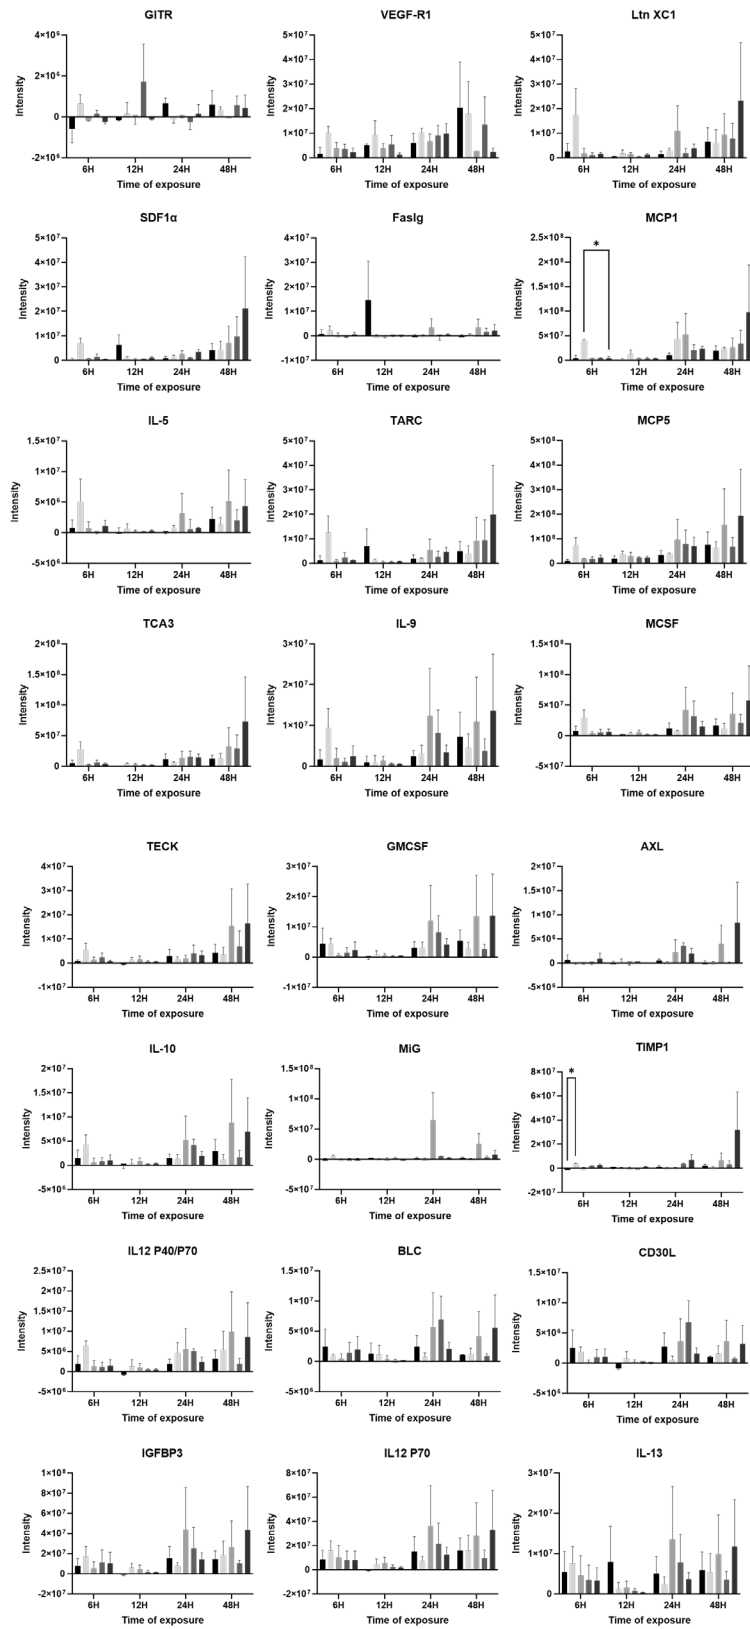 GITR
4×10⁶
2×10⁶
0
-2×10⁶
Intensity
6H 12H 24H 48H
Time of exposure
VEGF-R1
5×10⁷
4×10⁷
3×10⁷
2×10⁷
1×10⁷
0
Intensity
6H 12H 24H 48H
Time of exposure
Ltn XC1
5×10⁷
4×10⁷
3×10⁷
2×10⁷
1×10⁷
0
Intensity
6H 12H 24H 48H
Time of exposure
SDF1α
5×10⁷
4×10⁷
3×10⁷
2×10⁷
1×10⁷
0
Intensity
6H 12H 24H 48H
Time of exposure
Faslg
4×10⁷
3×10⁷
2×10⁷
1×10⁷
0
-1×10⁷
Intensity
6H 12H 24H 48H
Time of exposure
MCP1
2.5×10⁸
2×10⁸
1.5×10⁸
1×10⁸
5×10⁷
0
*
Intensity
6H 12H 24H 48H
Time of exposure
IL-5
1.5×10⁷
1×10⁷
5×10⁶
0
-5×10⁶
Intensity
6H 12H 24H 48H
Time of exposure
TARC
5×10⁷
4×10⁷
3×10⁷
2×10⁷
1×10⁷
0
Intensity
6H 12H 24H 48H
Time of exposure
MCP5
5×10⁸
4×10⁸
3×10⁸
2×10⁸
1×10⁸
0
Intensity
6H 12H 24H 48H
Time of exposure
TCA3
2×10⁸
1.5×10⁸
1×10⁸
5×10⁷
0
Intensity
6H 12H 24H 48H
Time of exposure
IL-9
3×10⁷
2×10⁷
1×10⁷
0
Intensity
6H 12H 24H 48H
Time of exposure
MCSF
1.5×10⁸
1×10⁸
5×10⁷
0
-5×10⁷
Intensity
6H 12H 24H 48H
Time of exposure
TECK
4×10⁷
3×10⁷
2×10⁷
1×10⁷
0
-1×10⁷
Intensity
6H 12H 24H 48H
Time of exposure
GMCSF
3×10⁷
2×10⁷
1×10⁷
0
-1×10⁷
Intensity
6H 12H 24H 48H
Time of exposure
AXL
2×10⁷
1.5×10⁷
1×10⁷
5×10⁶
0
-5×10⁶
Intensity
6H 12H 24H 48H
Time of exposure
IL-10
2×10⁷
1.5×10⁷
1×10⁷
5×10⁶
0
-5×10⁶
Intensity
6H 12H 24H 48H
Time of exposure
MiG
1.5×10⁸
1×10⁸
5×10⁷
0
-5×10⁷
Intensity
6H 12H 24H 48H
Time of exposure
TIMP1
8×10⁷
6×10⁷
4×10⁷
2×10⁷
0
-2×10⁷
*
Intensity
6H 12H 24H 48H
Time of exposure
IL12 P40/P70
2.5×10⁷
2×10⁷
1.5×10⁷
1×10⁷
5×10⁶
0
-5×10⁶
Intensity
6H 12H 24H 48H
Time of exposure
BLC
1.5×10⁷
1×10⁷
5×10⁶
0
-5×10⁶
Intensity
6H 12H 24H 48H
Time of exposure
CD30L
1.5×10⁷
1×10⁷
5×10⁶
0
-5×10⁶
Intensity
6H 12H 24H 48H
Time of exposure
IGFBP3
1×10⁸
8×10⁷
6×10⁷
4×10⁷
2×10⁷
0
-2×10⁷
Intensity
6H 12H 24H 48H
Time of exposure
IL12 P70
8×10⁷
6×10⁷
4×10⁷
2×10⁷
0
-2×10⁷
Intensity
6H 12H 24H 48H
Time of exposure
IL-13
3×10⁷
2×10⁷
1×10⁷
0
Intensity
6H 12H 24H 48H
Time of exposure